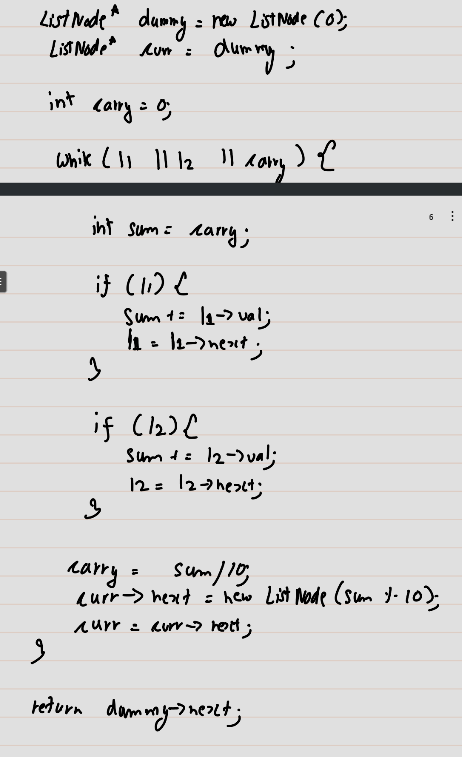 ListNode* dummy = new ListNode(0);
ListNode* curr = dummy;
int carry = 0;
while (l1 || l2 || carry) {
6
int sum = carry;
if (l1) {
sum += l1->val;
l1 = l1->next;
}
if (l2) {
sum += l2->val;
l2 = l2->next;
}
carry = sum/10;
curr->next = new ListNode(sum % 10);
curr = curr->next;
}
return dummy->next;